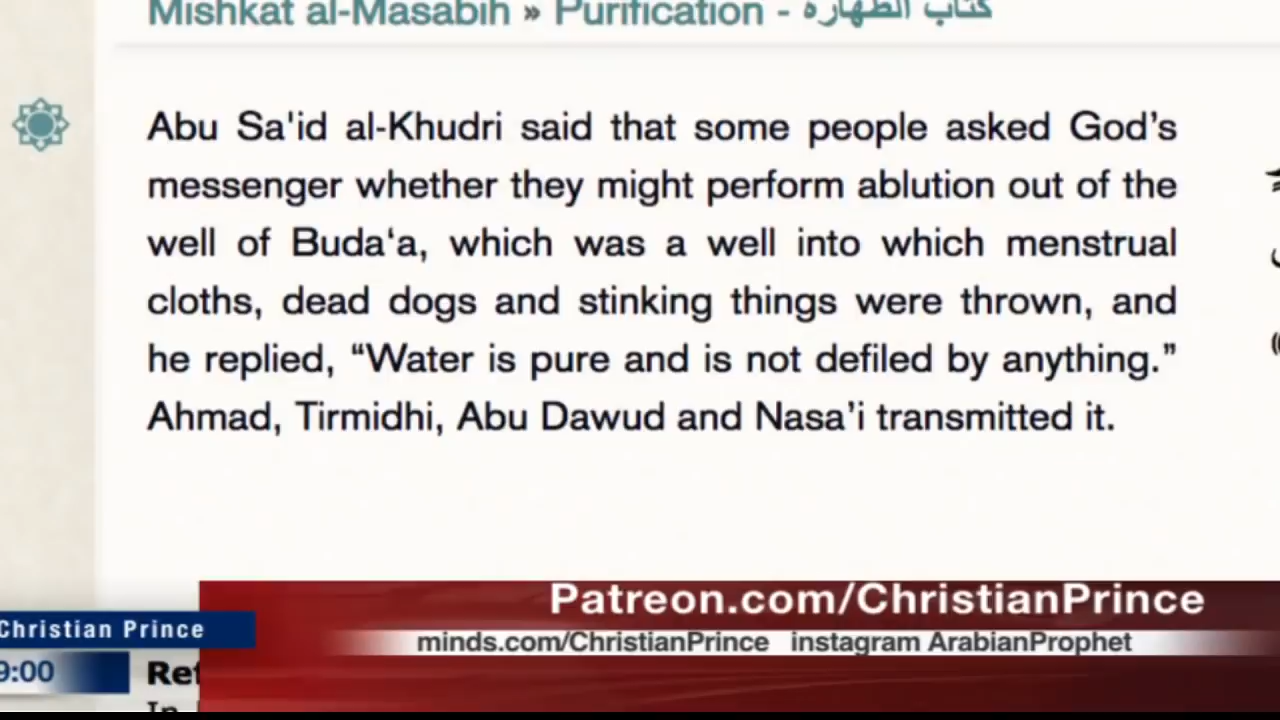 Mishkat al-Masabih » Purification - كتاب الطهارة
Abu Sa'id al-Khudri said that some people asked God's
messenger whether they might perform ablution out of the
well of Buda‘a, which was a well into which menstrual
cloths, dead dogs and stinking things were thrown, and
he replied, “Water is pure and is not defiled by anything.”
Ahmad, Tirmidhi, Abu Dawud and Nasa’i transmitted it.
Patreon.com/ChristianPrince
Christian Prince
minds.com/ChristianPrince instagram ArabianProphet
9:00